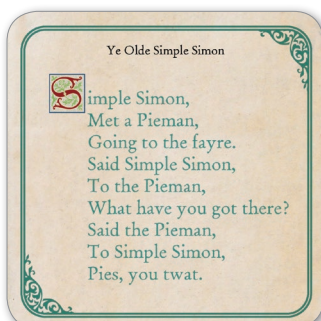 Ye Olde Simple Simon
Simple Simon,
Met a Pieman,
Going to the fayre.
Said Simple Simon,
To the Pieman,
What have you got there?
Said the Pieman,
To Simple Simon,
Pies, you twat.